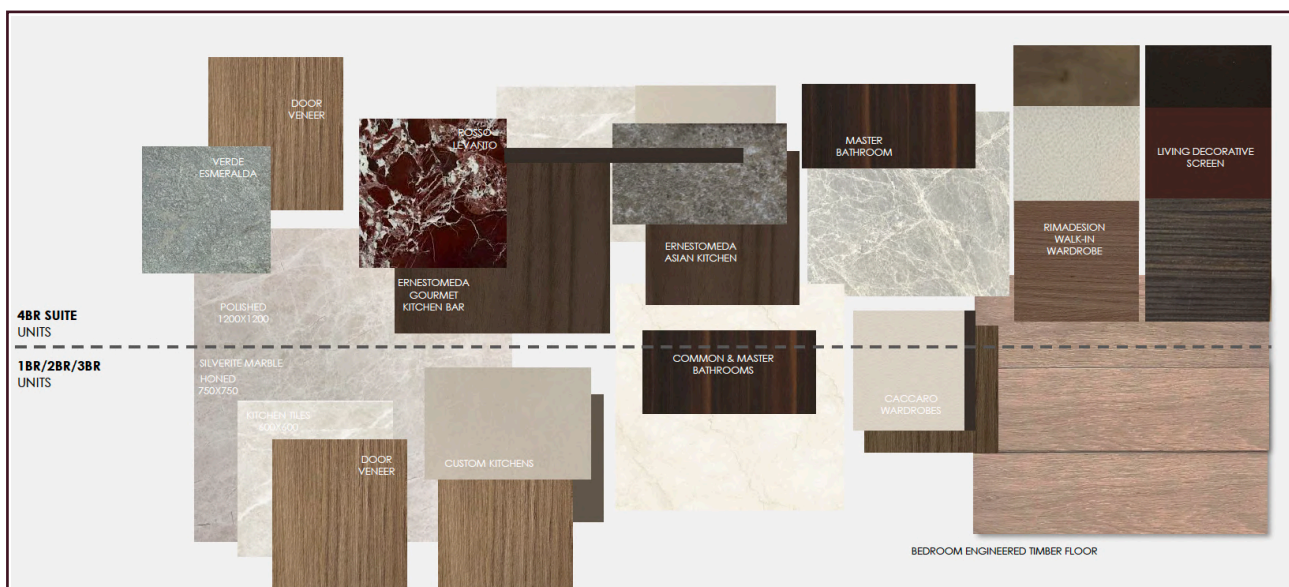 DOOR
VENEER
VERDE
ESMERALDA
ROSSO
LEVANTO
MASTER
BATHROOM
LIVING DECORATIVE
SCREEN
RIMADESION
WALK-IN
WARDROBE
ERNESTOMEDA
ASIAN KITCHEN
ERNESTOMEDA
GOURMET
KITCHEN BAR
POLISHED
1200X1200
4BR SUITE
UNITS
1BR/2BR/3BR
UNITS
SILVERITE MARBLE
HONED
750X750
COMMON & MASTER
BATHROOMS
CACCARO
WARDROBES
KITCHEN TILES
600X600
DOOR
VENEER
CUSTOM KITCHENS
BEDROOM ENGINEERED TIMBER FLOOR